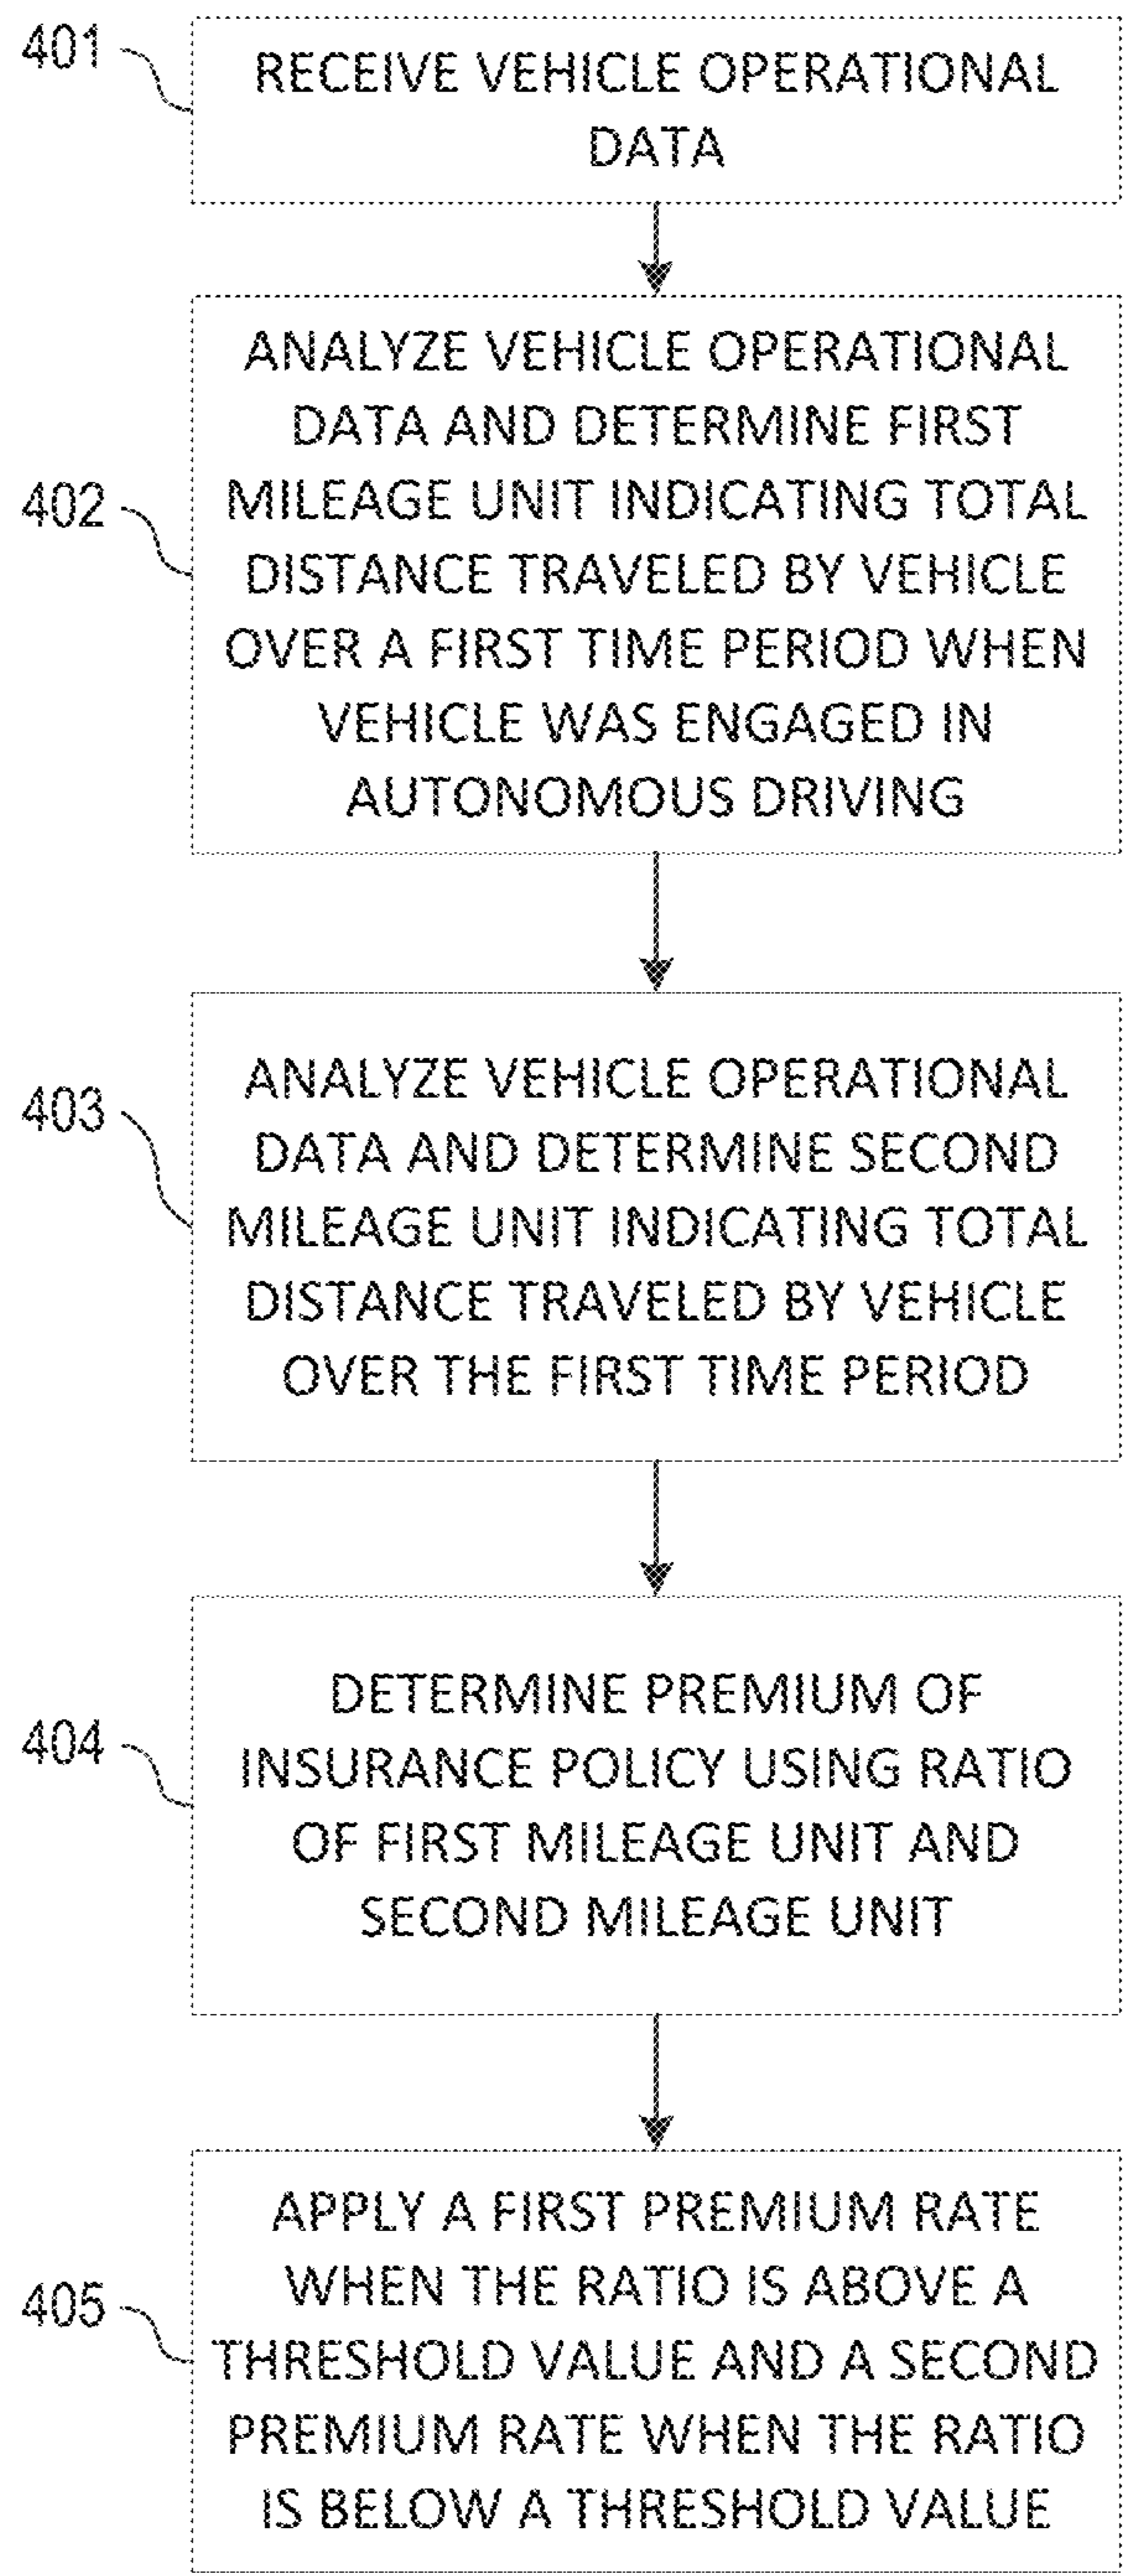 401
RECEIVE VEHICLE OPERATIONAL
DATA
402
ANALYZE VEHICLE OPERATIONAL
DATA AND DETERMINE FIRST
MILEAGE UNIT INDICATING TOTAL
DISTANCE TRAVELED BY VEHICLE
OVER A FIRST TIME PERIOD WHEN
VEHICLE WAS ENGAGED IN
AUTONOMOUS DRIVING
403
ANALYZE VEHICLE OPERATIONAL
DATA AND DETERMINE SECOND
MILEAGE UNIT INDICATING TOTAL
DISTANCE TRAVELED BY VEHICLE
OVER THE FIRST TIME PERIOD
404
DETERMINE PREMIUM OF
INSURANCE POLICY USING RATIO
OF FIRST MILEAGE UNIT AND
SECOND MILEAGE UNIT
405
APPLY A FIRST PREMIUM RATE
WHEN THE RATIO IS ABOVE A
THRESHOLD VALUE AND A SECOND
PREMIUM RATE WHEN THE RATIO
IS BELOW A THRESHOLD VALUE